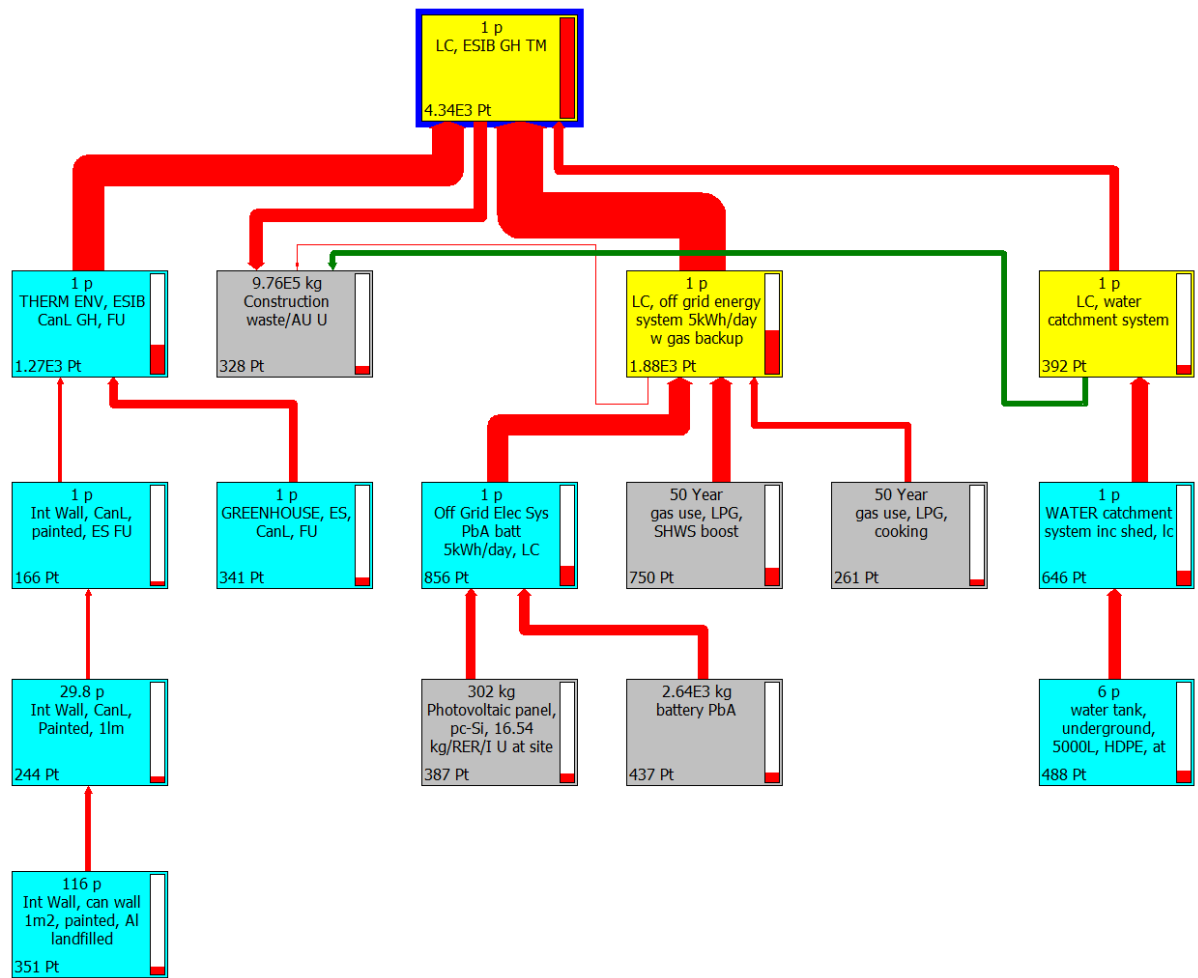 1 p
LC, ESIB GH TM
4.34E3 Pt
1 p
THERM ENV, ESIB
CanL GH, FU
1.27E3 Pt
9.76E5 kg
Construction
waste/AU U
328 Pt
1 p
LC, off grid energy
system 5kWh/day
w gas backup
1.88E3 Pt
1 p
LC, water
catchment system
392 Pt
1 p
Int Wall, CanL,
painted, ES FU
166 Pt
1 p
GREENHOUSE, ES,
CanL, FU
341 Pt
1 p
Off Grid Elec Sys
PbA batt
5kWh/day, LC
856 Pt
50 Year
gas use, LPG,
SHWS boost
750 Pt
50 Year
gas use, LPG,
cooking
261 Pt
1 p
WATER catchment
system inc shed, lc
646 Pt
29.8 p
Int Wall, CanL,
Painted, 1lm
244 Pt
302 kg
Photovoltaic panel,
pc-Si, 16.54
kg/RER/I U at site
387 Pt
2.64E3 kg
battery PbA
437 Pt
6 p
water tank,
underground,
5000L, HDPE, at
488 Pt
116 p
Int Wall, can wall
1m2, painted, Al
landfilled
351 Pt